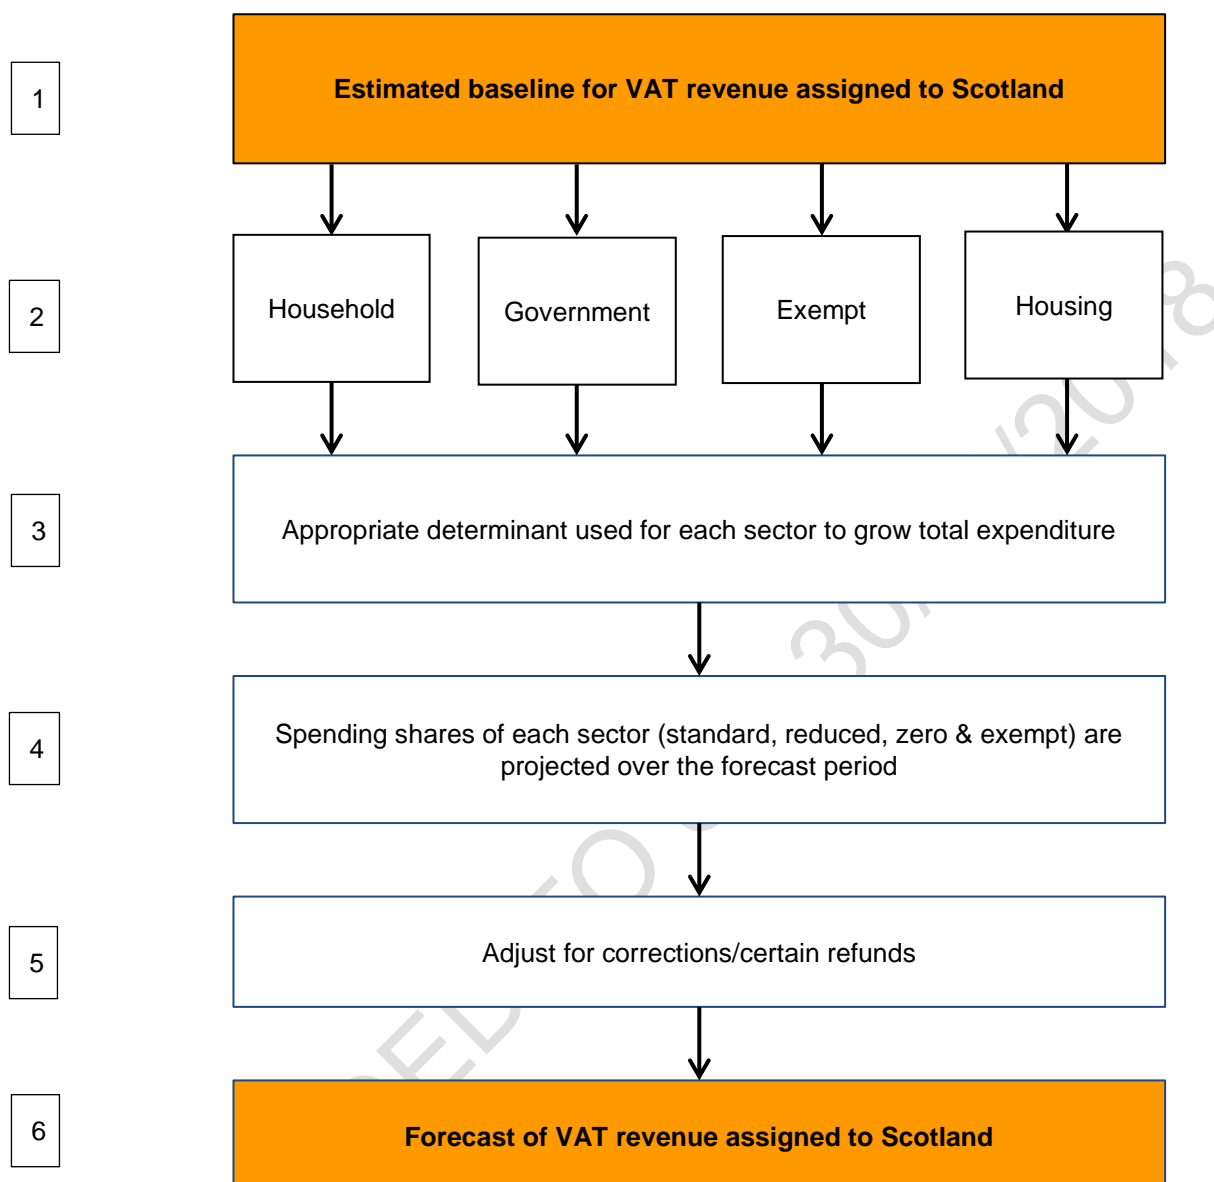 1
Estimated baseline for VAT revenue assigned to Scotland
2
Household
Government
Exempt
Housing
3
Appropriate determinant used for each sector to grow total expenditure
4
Spending shares of each sector (standard, reduced, zero & exempt) are
projected over the forecast period
5
Adjust for corrections/certain refunds
6
Forecast of VAT revenue assigned to Scotland